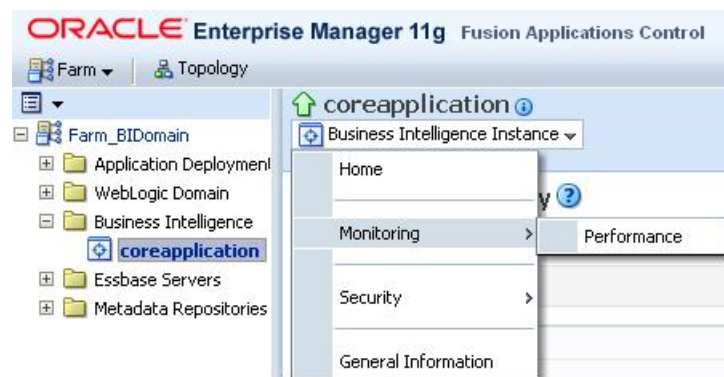 ORACLE Enterprise Manager 11g Fusion Applications Control
Farm Topology
coreapplication
Business Intelligence Instance
Farm_BIDomain
Application Deployment
WebLogic Domain
Business Intelligence
coreapplication
Essbase Servers
Metadata Repositories
Home
y ?
Monitoring > Performance
Security >
General Information